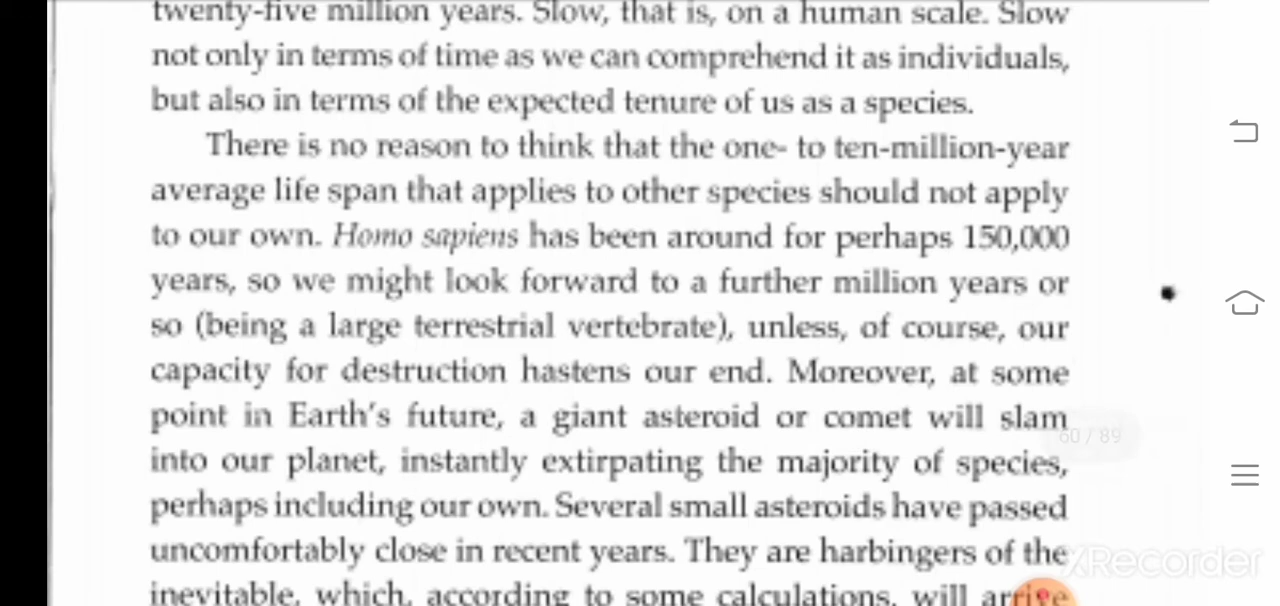 twenty-five million years. Slow, that is, on a human scale. Slow
not only in terms of time as we can comprehend it as individuals,
but also in terms of the expected tenure of us as a species.
There is no reason to think that the one- to ten-million-year
average life span that applies to other species should not apply
to our own. Homo sapiens has been around for perhaps 150,000
years, so we might look forward to a further million years or
so (being a large terrestrial vertebrate), unless, of course, our
capacity for destruction hastens our end. Moreover, at some
point in Earth's future, a giant asteroid or comet will slam
60 / 89
into our planet, instantly extirpating the majority of species,
perhaps including our own. Several small asteroids have passed
uncomfortably close in recent years. They are harbingers of the
XRecorder
inevitable, which, according to some calculations, will arrive